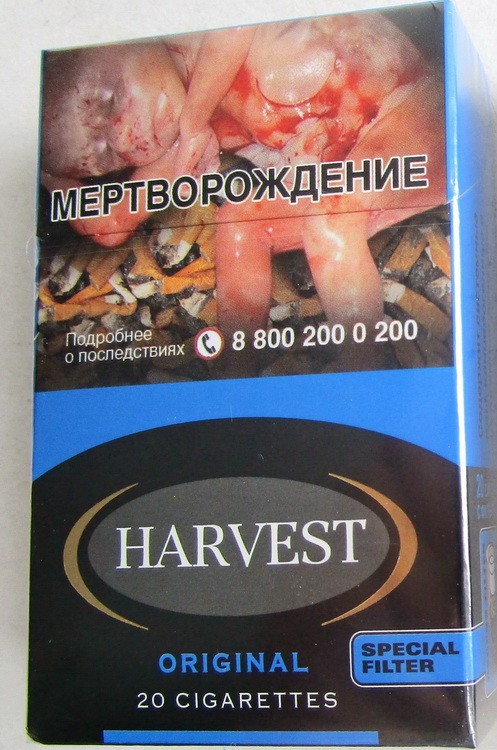 МЕРТВОРОЖДЕНИЕ
Подробнее
о последствиях
8 800 200 0 200
HARVEST
ORIGINAL
20 CIGARETTES
SPECIAL
FILTER